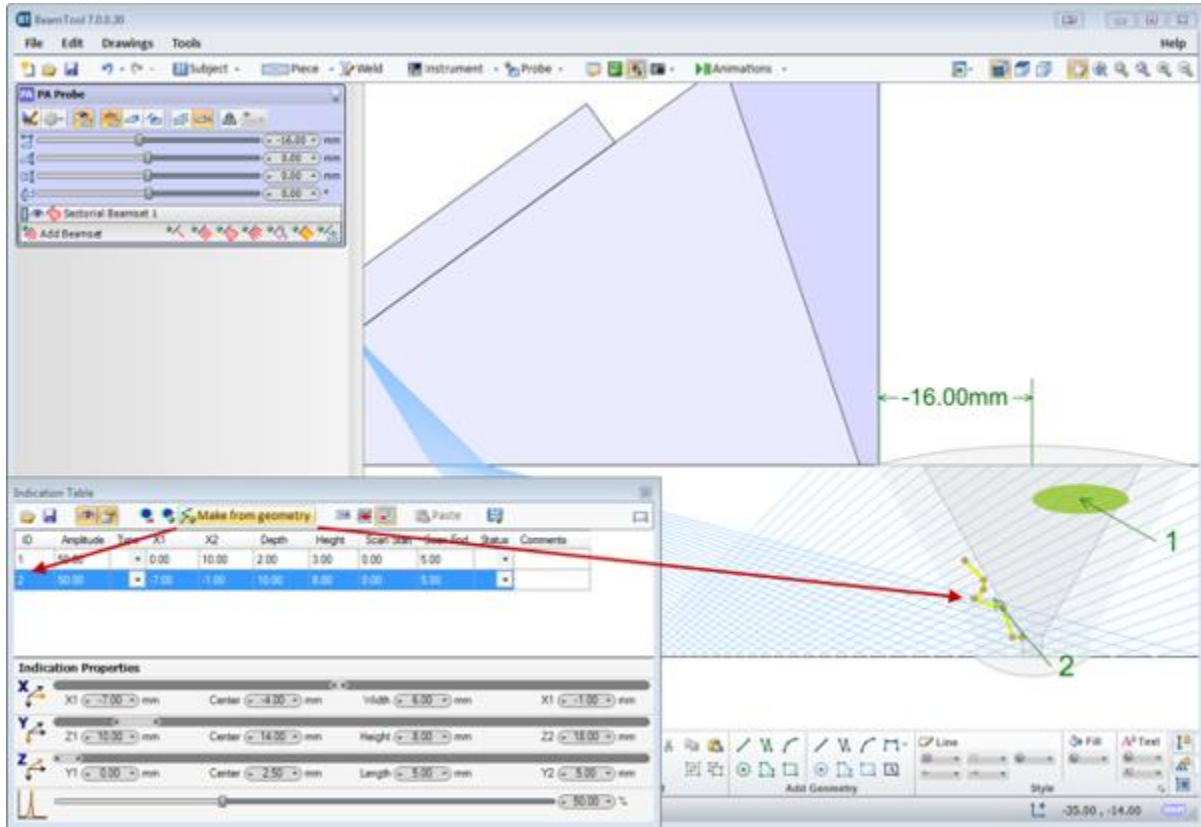 BeamTool 7.0.0.30
File Edit Drawings Tools Help
Subject Piece Weld Instrument Probe Animations
PA PA Probe
-16.00 mm
0.00 mm
0.00 mm
0.00 °
Sectorial Beamset 1
Add Beamset
-16.00mm
1
2
Indication Table
Make from geometry Paste
ID Amplitude Type X1 X2 Depth Height Scan Start Scan End Status Comments
1 50.00 0.00 10.00 2.00 3.00 0.00 5.00
2 50.00 -7.00 -1.00 10.00 8.00 0.00 5.00
Indication Properties
X
X1 -7.00 mm Center -4.00 mm Width 6.00 mm X1 -1.00 mm
Y
Z1 10.00 mm Center 14.00 mm Height 8.00 mm Z2 18.00 mm
Z
Y1 0.00 mm Center 2.50 mm Length 5.00 mm Y2 5.00 mm
50.00 %
Line Fill Text
Add Geometry Style
-35.00 , -14.00